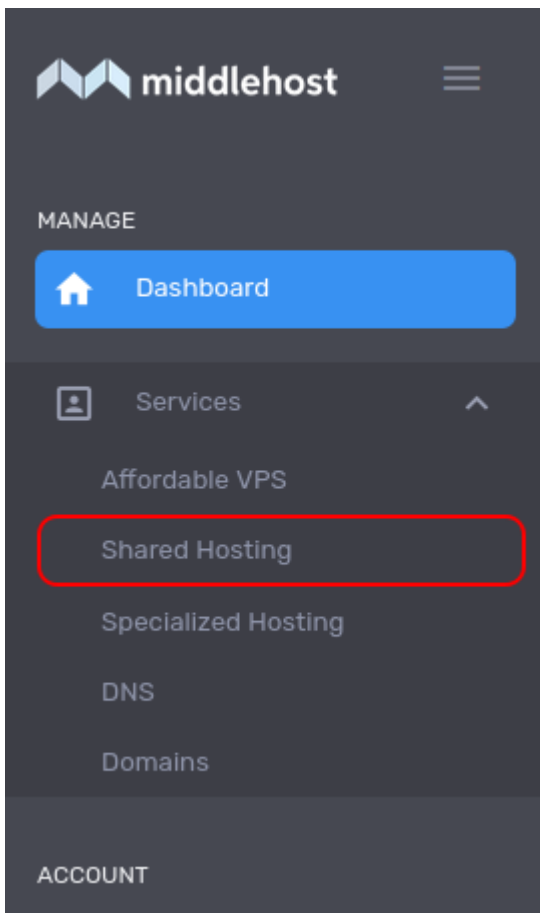 middlehost
MANAGE
Dashboard
Services
Affordable VPS
Shared Hosting
Specialized Hosting
DNS
Domains
ACCOUNT